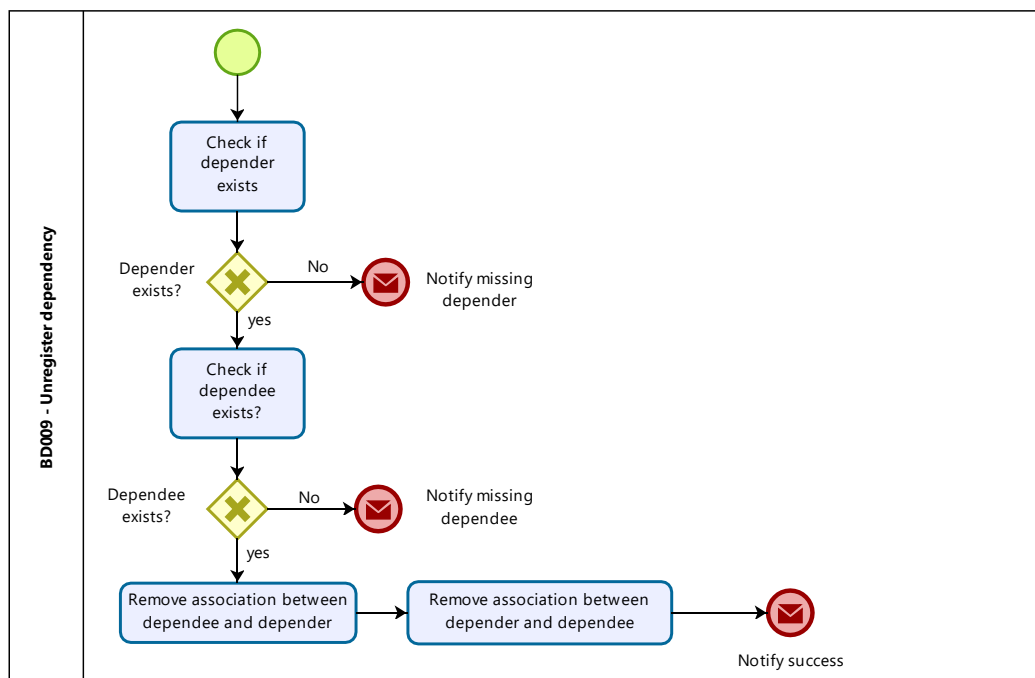 BD009 - Unregister dependency
Check if
depender
exists
Depender
exists?
No
Notify missing
depender
yes
Check if
dependee
exists?
Dependee
exists?
No
Notify missing
dependee
yes
Remove association between
dependee and depender
Remove association between
depender and dependee
Notify success